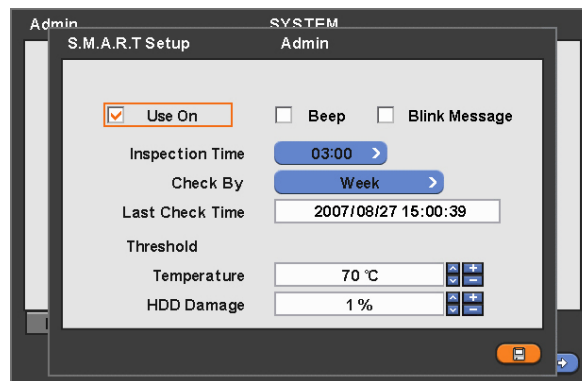 Admin SYSTEM
S.M.A.R.T Setup Admin
Use On Beep Blink Message
Inspection Time 03:00
Check By Week
Last Check Time 2007/08/27 15:00:39
Threshold
Temperature 70 ℃
HDD Damage 1 %